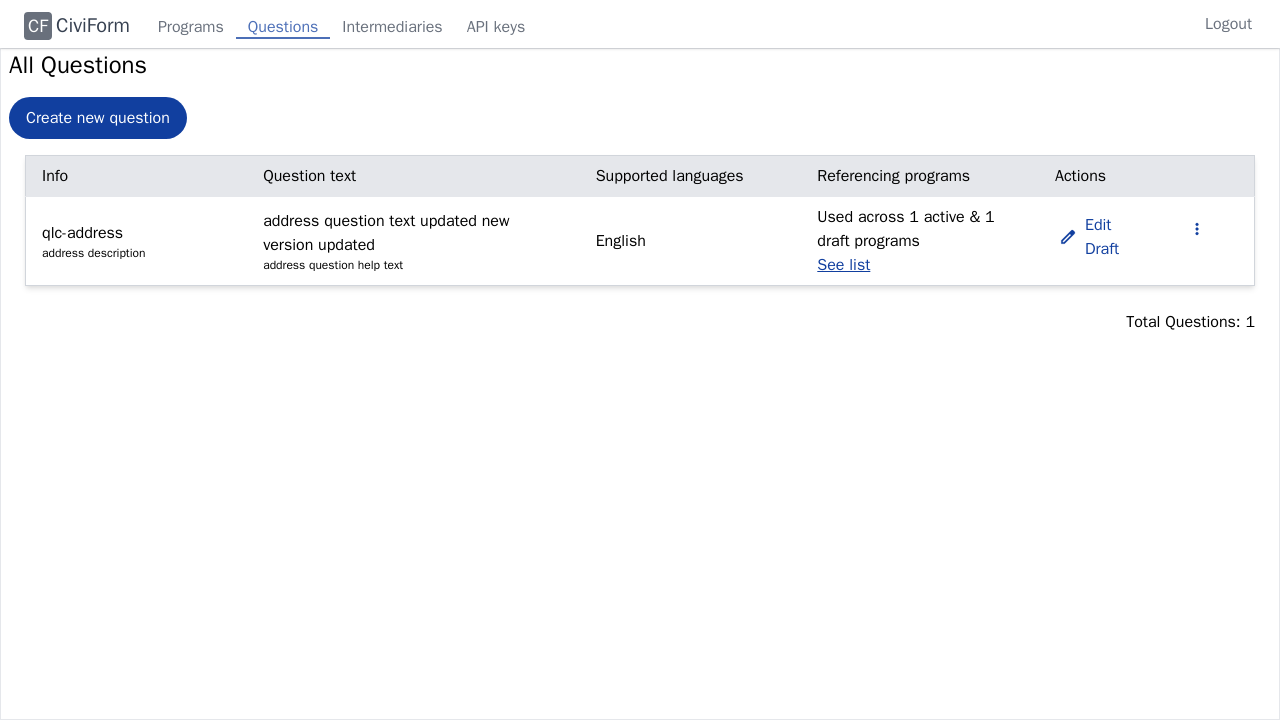 CF CiviForm Programs Questions Intermediaries API keys Logout
All Questions
Create new question
Info Question text Supported languages Referencing programs Actions
qlc-address
address description
address question text updated new
version updated
address question help text
English
Used across 1 active & 1
draft programs
See list
Edit
Draft
Total Questions: 1